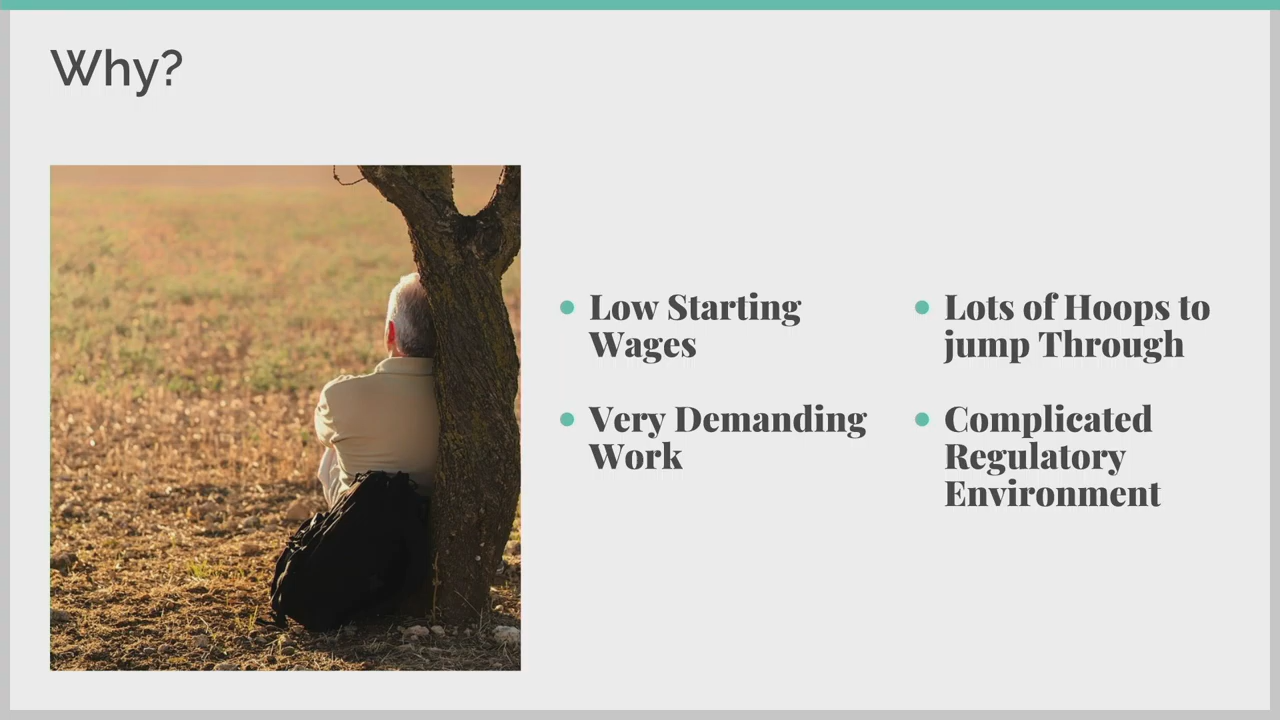 Why?
Low Starting
Wages
Very Demanding
Work
Lots of Hoops to
jump Through
Complicated
Regulatory
Environment